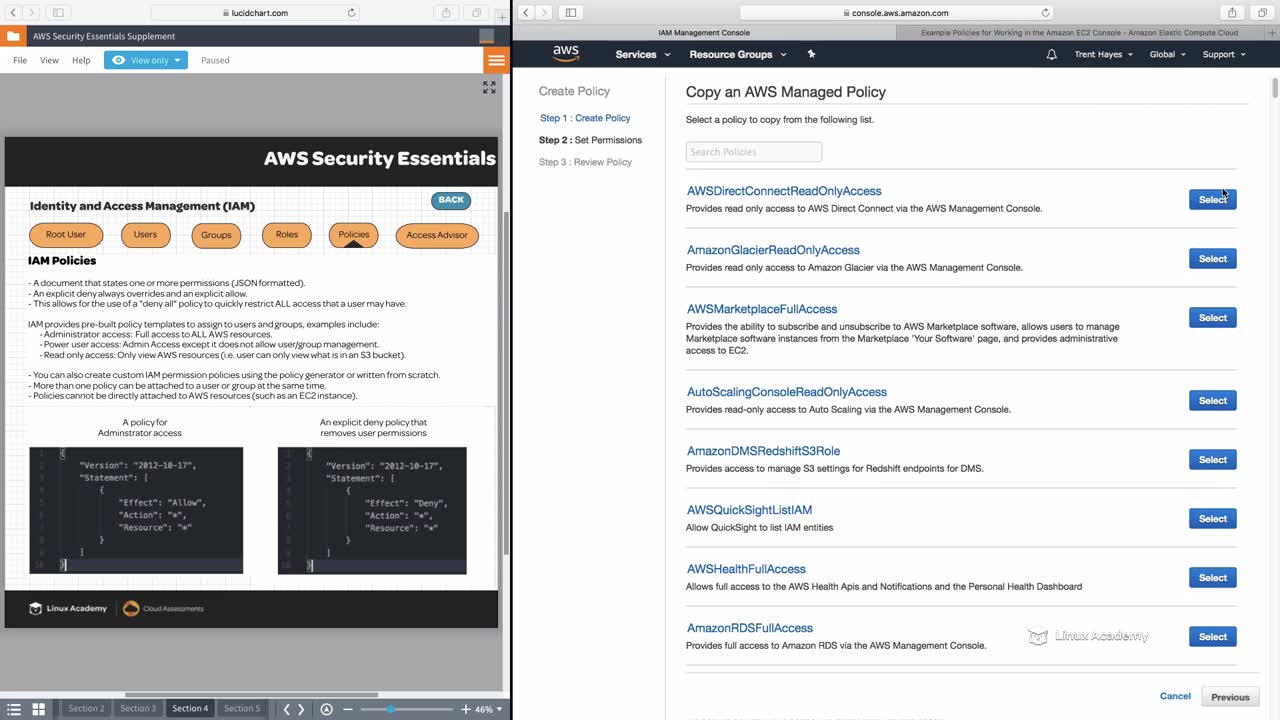 lucidchart.com
AWS Security Essentials Supplement
File View Help View only Paused
AWS Security Essentials
Identity and Access Management (IAM)
BACK
Root User Users Groups Roles Policies Access Advisor
IAM Policies
- A document that states one or more permissions (JSON formatted).
- An explicit deny always overrides and an explicit allow.
- This allows for the use of a "deny all" policy to quickly restrict ALL access that a user may have.
IAM provides pre-built policy templates to assign to users and groups, examples include:
- Administrator access: Full access to ALL AWS resources.
- Power user access: Admin Access except it does not allow user/group management.
- Read only access: Only view AWS resources (i.e. user can only view what is in an S3 bucket).
- You can also create custom IAM permission policies using the policy generator or written from scratch.
- More than one policy can be attached to a user or group at the same time.
- Policies cannot be directly attached to AWS resources (such as an EC2 instance).
A policy for
Adminstrator access
{
"Version": "2012-10-17",
"Statement": [
{
"Effect": "Allow",
"Action": "*",
"Resource": "*"
}
]
}
An explicit deny policy that
removes user permissions
{
"Version": "2012-10-17",
"Statement": [
{
"Effect": "Deny",
"Action": "*",
"Resource": "*"
}
]
}
Linux Academy Cloud Assessments
Section 2 Section 3 Section 4 Section 5 46%
console.aws.amazon.com
IAM Management Console Example Policies for Working in the Amazon EC2 Console - Amazon Elastic Compute Cloud
aws Services Resource Groups Trent Hayes Global Support
Create Policy
Step 1 : Create Policy
Step 2 : Set Permissions
Step 3 : Review Policy
Copy an AWS Managed Policy
Select a policy to copy from the following list.
Search Policies
AWSDirectConnectReadOnlyAccess
Provides read only access to AWS Direct Connect via the AWS Management Console.
Select
AmazonGlacierReadOnlyAccess
Provides read only access to Amazon Glacier via the AWS Management Console.
Select
AWSMarketplaceFullAccess
Provides the ability to subscribe and unsubscribe to AWS Marketplace software, allows users to manage
Marketplace software instances from the Marketplace 'Your Software' page, and provides administrative
access to EC2.
Select
AutoScalingConsoleReadOnlyAccess
Provides read-only access to Auto Scaling via the AWS Management Console.
Select
AmazonDMSRedshiftS3Role
Provides access to manage S3 settings for Redshift endpoints for DMS.
Select
AWSQuickSightListIAM
Allow QuickSight to list IAM entities
Select
AWSHealthFullAccess
Allows full access to the AWS Health Apis and Notifications and the Personal Health Dashboard
Select
AmazonRDSFullAccess
Provides full access to Amazon RDS via the AWS Management Console.
Select
Linux Academy
Cancel Previous